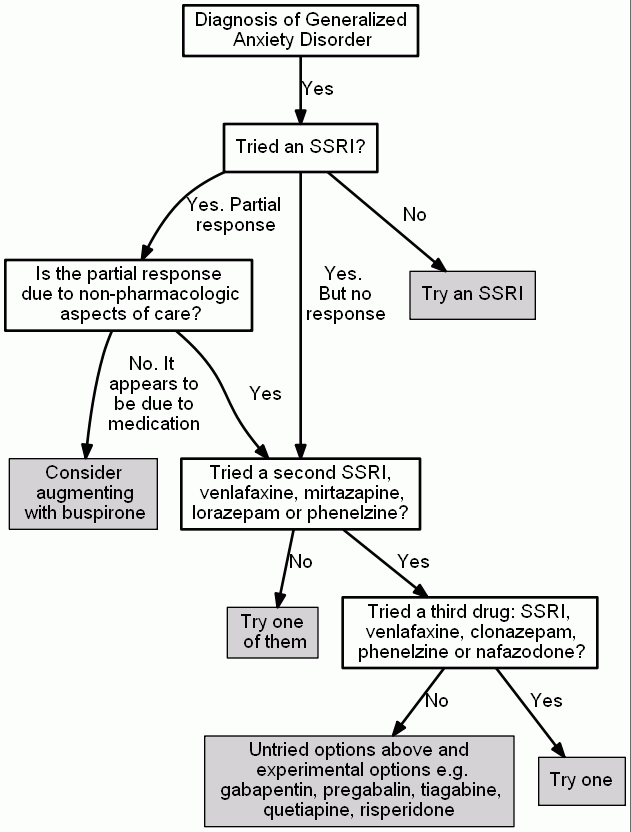 Diagnosis of Generalized
Anxiety Disorder
Yes
Tried an SSRI?
Yes. Partial
response
No
Is the partial response
due to non-pharmacologic
aspects of care?
Yes.
But no
response
Try an SSRI
No. It
appears to
be due to
medication
Yes
Consider
augmenting
with buspirone
Tried a second SSRI,
venlafaxine, mirtazapine,
lorazepam or phenelzine?
No
Yes
Try one
of them
Tried a third drug: SSRI,
venlafaxine, clonazepam,
phenelzine or nafazodone?
No
Yes
Untried options above and
experimental options e.g.
gabapentin, pregabalin, tiagabine,
quetiapine, risperidone
Try one